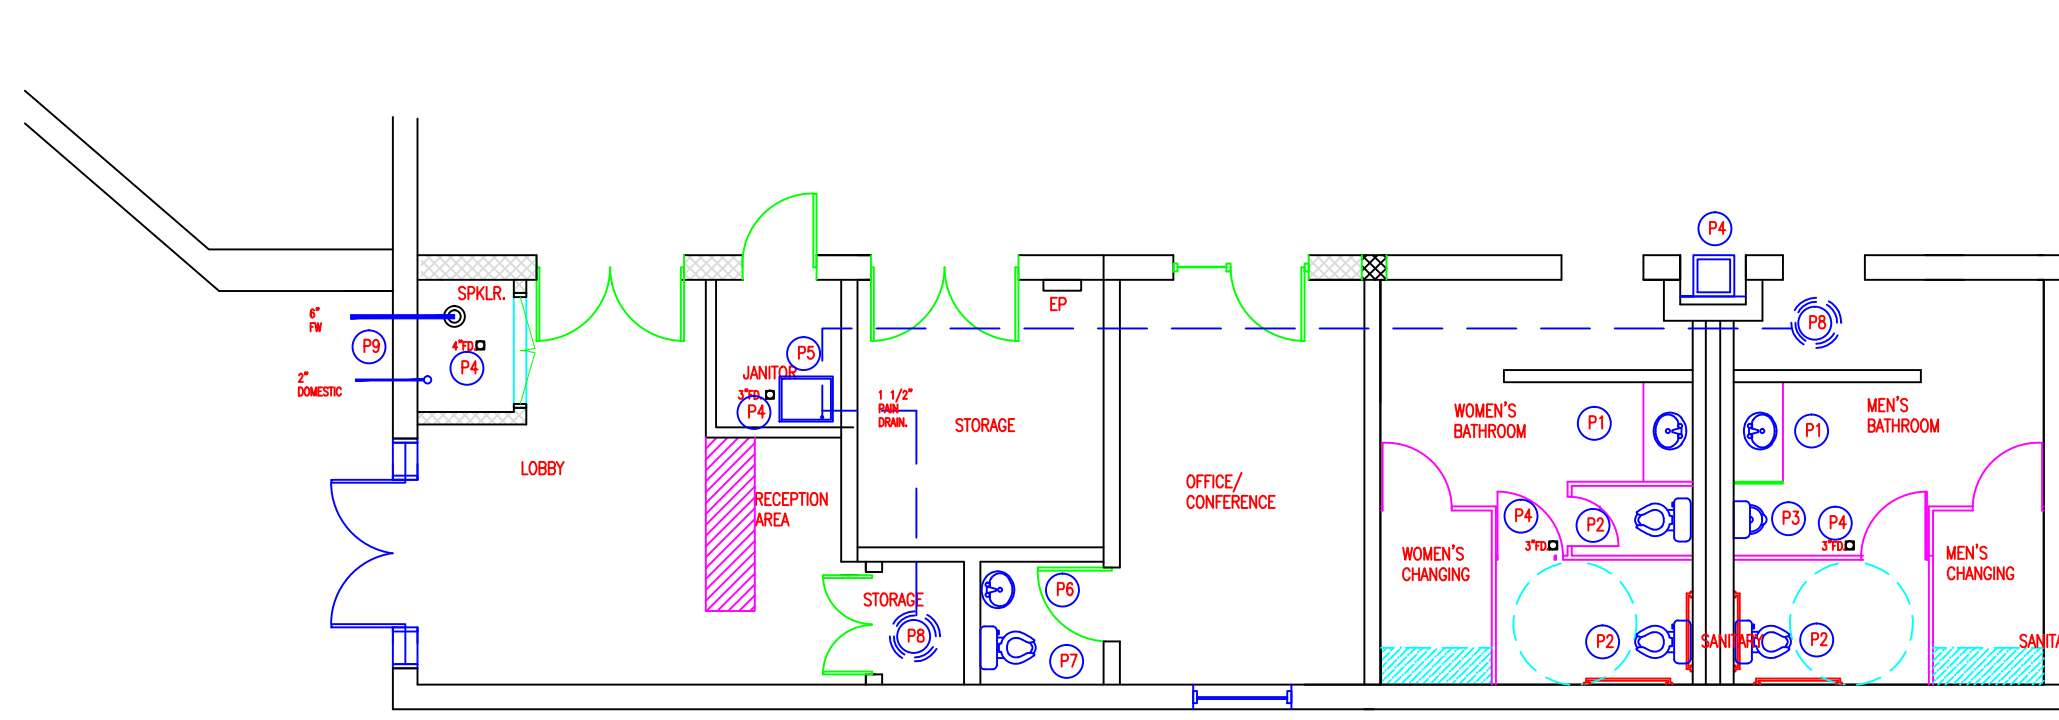 P4
SPKLR.
6"
FW
P9
4"FD.
P4
2"
DOMESTIC
EP
P8
P5
JANITOR
3"FD.
P4
1 1/2"
PAIN
DRAIN.
STORAGE
LOBBY
RECEPTION
AREA
OFFICE/
CONFERENCE
WOMEN'S
BATHROOM
P1
P1
MEN'S
BATHROOM
P4
3"FD.
P2
P3
P4
3"FD.
WOMEN'S
CHANGING
MEN'S
CHANGING
STORAGE
P8
P6
P7
P2
SANITARY
P2
SANITA